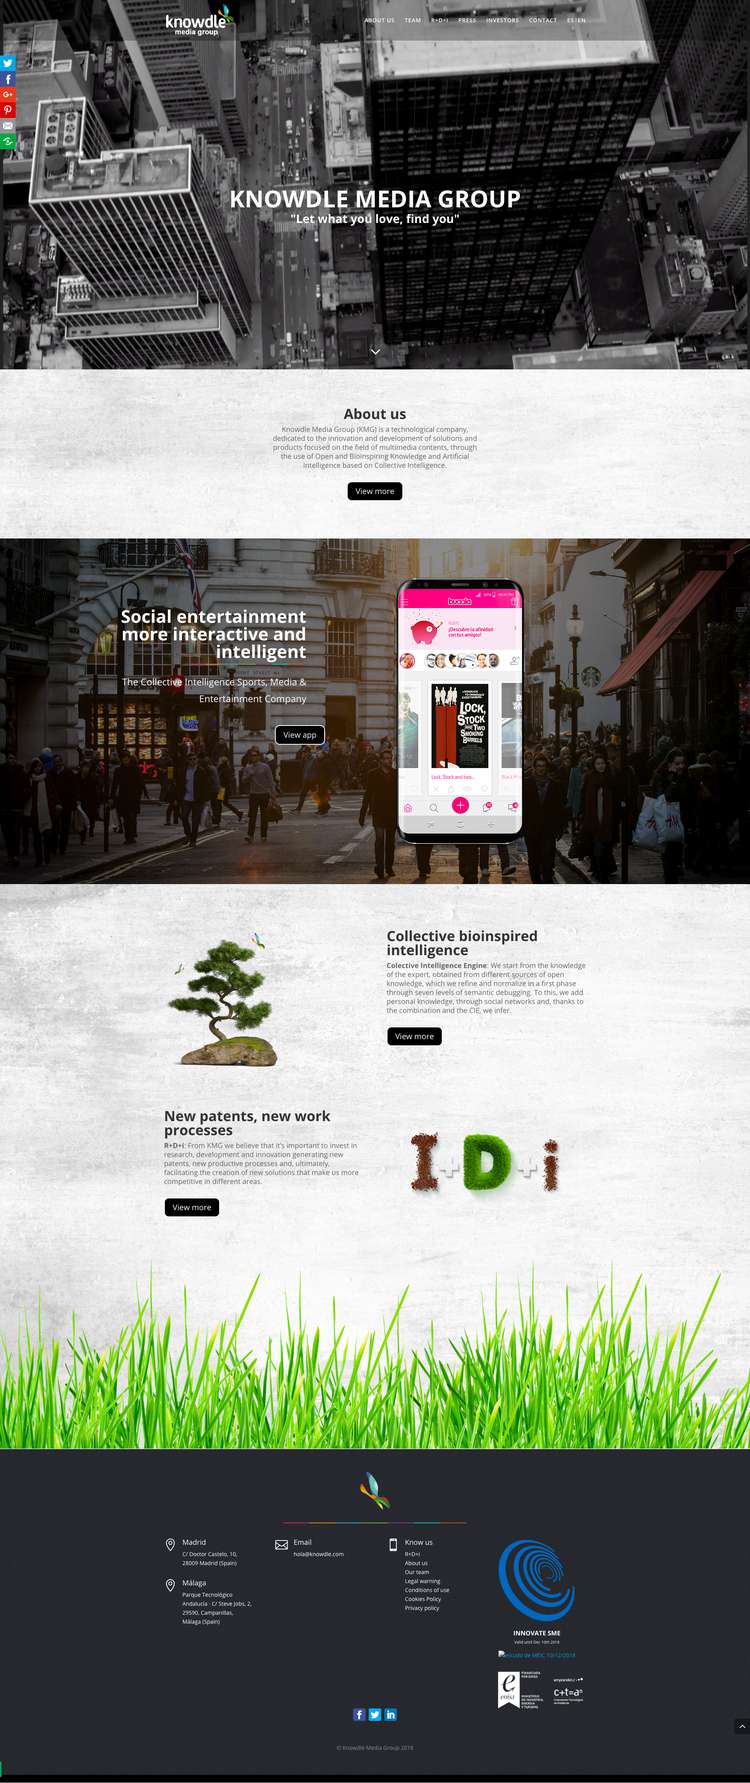 knowdle
media group
ABOUT US TEAM R+D+I PRESS INVESTORS CONTACT ES|EN
KNOWDLE MEDIA GROUP
"Let what you love, find you"
About us
Knowdle Media Group (KMG) is a technological company,
dedicated to the innovation and development of solutions and
products focused on the field of multimedia contents, through
the use of Open and Bioinspiring Knowledge and Artificial
Intelligence based on Collective Intelligence.
View more
Social entertainment
more interactive and
intelligent
The Collective Intelligence Sports, Media &
Entertainment Company
View app
¡Descubre la afinidad
con tus amigos!
LOCK,
STOCK
AND TWO
SMOKING
BARRELS
Lock, Stock and two...
Collective bioinspired
intelligence
Colective Intelligence Engine: We start from the knowledge
of the expert, obtained from different sources of open
knowledge, which we refine and normalize in a first phase
through seven levels of semantic debugging. To this, we add
personal knowledge, through social networks and, thanks to
the combination and the CIE, we infer.
View more
New patents, new work
processes
R+D+i: From KMG we believe that it's important to invest in
research, development and innovation generating new
patents, new productive processes and, ultimately,
facilitating the creation of new solutions that make us more
competitive in different areas.
View more
I+D+i
Madrid
C/ Doctor Castelo, 10,
28009 Madrid (Spain)
Málaga
Parque Tecnológico
Andalucía · C/ Steve Jobs, 2,
29590, Campanillas,
Málaga (Spain)
Email
hola@knowdle.com
Know us
R+D+i
About us
Our team
Legal warning
Conditions of use
Cookies Policy
Privacy policy
INNOVATE SME
Valid until Dec 10th 2018
c+t=a
© Knowdle Media Group 2018